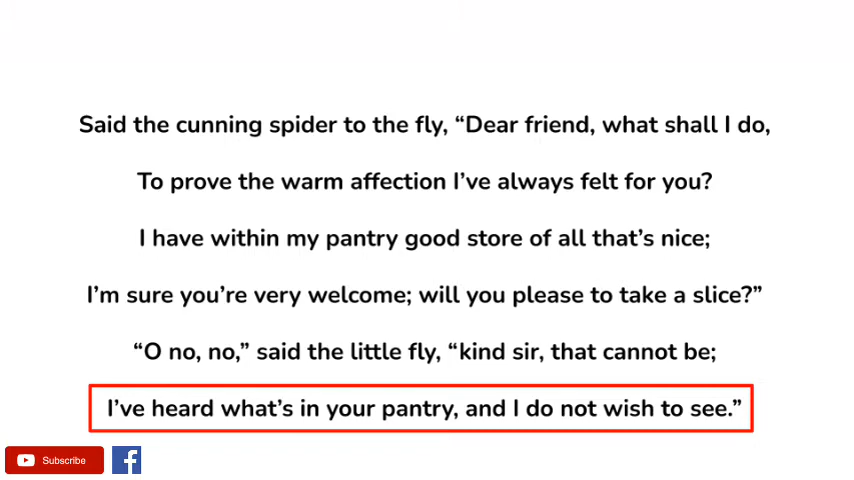 Said the cunning spider to the fly, “Dear friend, what shall I do,
To prove the warm affection I’ve always felt for you?
I have within my pantry good store of all that’s nice;
I’m sure you’re very welcome; will you please to take a slice?”
“O no, no,” said the little fly, “kind sir, that cannot be;
I’ve heard what’s in your pantry, and I do not wish to see.”
Subscribe